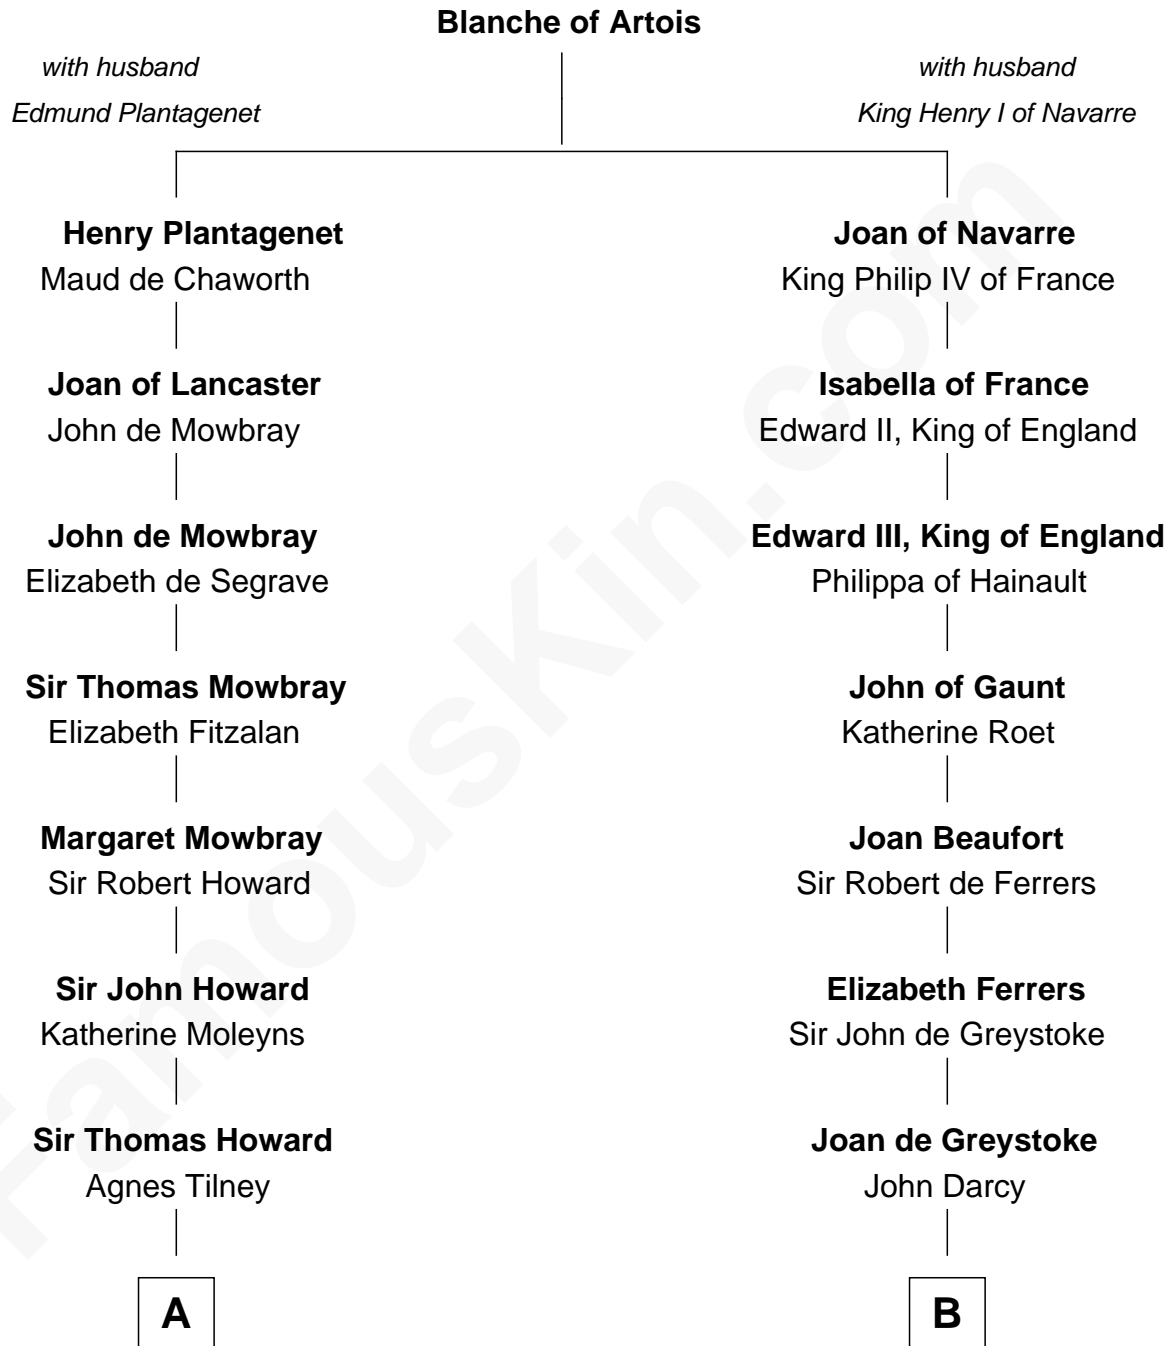 Blanche of Artois
with husband
Edmund Plantagenet
with husband
King Henry I of Navarre
Henry Plantagenet
Maud de Chaworth
Joan of Navarre
King Philip IV of France
Joan of Lancaster
John de Mowbray
Isabella of France
Edward II, King of England
John de Mowbray
Elizabeth de Segrave
Edward III, King of England
Philippa of Hainault
Sir Thomas Mowbray
Elizabeth Fitzalan
John of Gaunt
Katherine Roet
Margaret Mowbray
Sir Robert Howard
Joan Beaufort
Sir Robert de Ferrers
Sir John Howard
Katherine Moleyns
Elizabeth Ferrers
Sir John de Greystoke
Sir Thomas Howard
Agnes Tilney
Joan de Greystoke
John Darcy
A
B
FamousKin.com